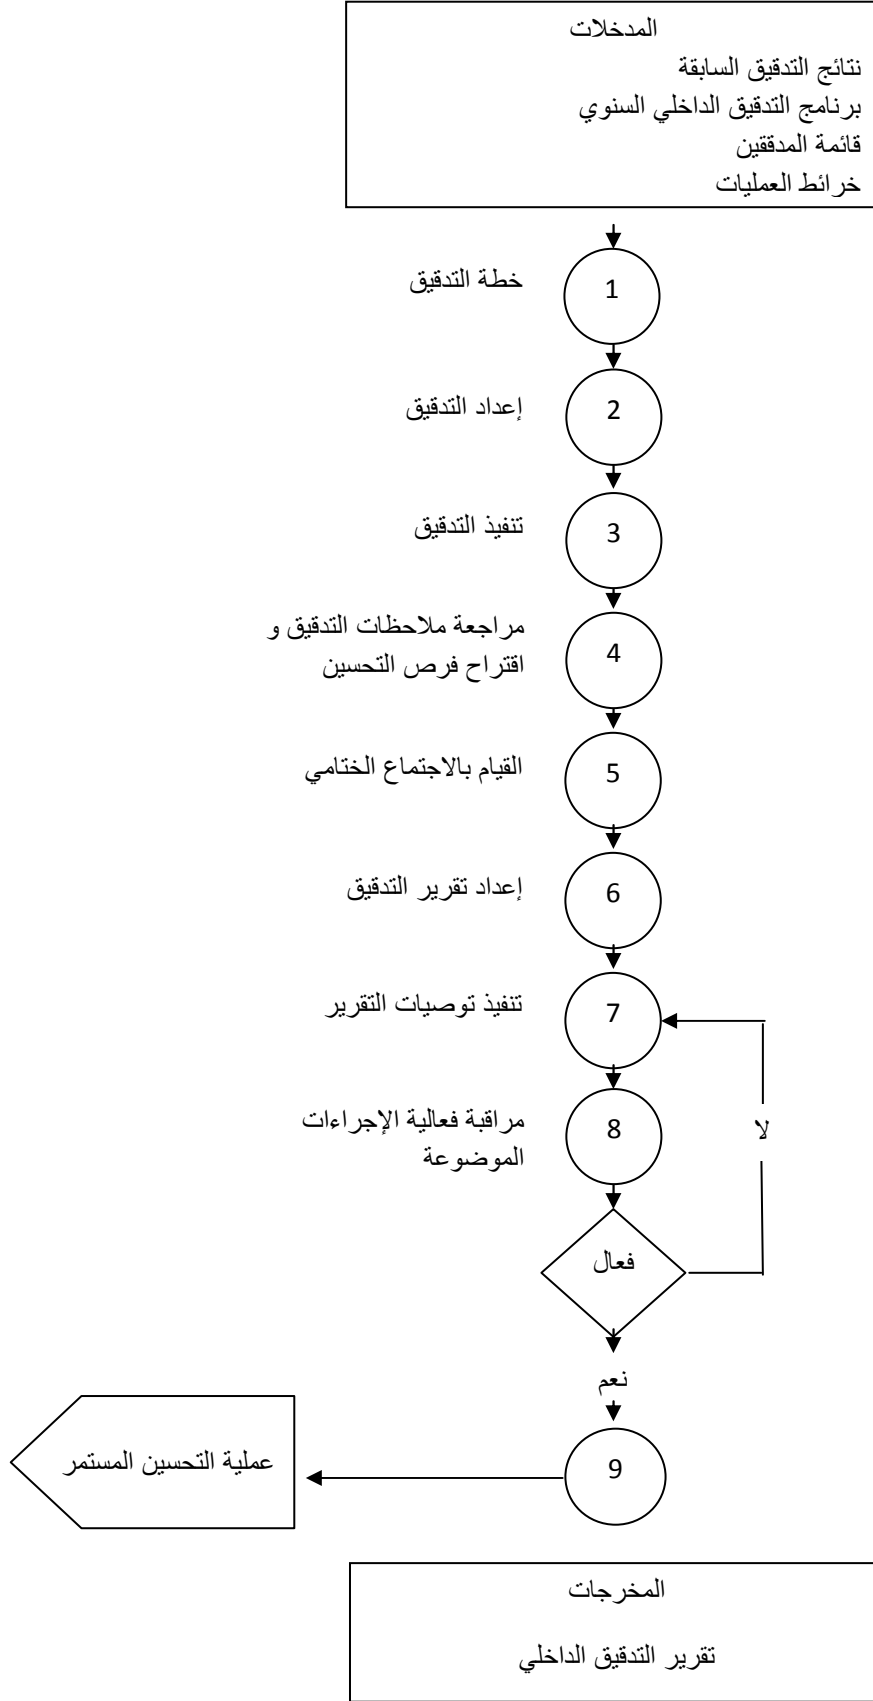 المدخلات
نتائج التدقيق السابقة
برنامج التدقيق الداخلي السنوي
قائمة المدققين
خرائط العمليات
1
خطة التدقيق
2
إعداد التدقيق
3
تنفيذ التدقيق
4
مراجعة ملاحظات التدقيق و
اقتراح فرص التحسين
5
القيام بالاجتماع الختامي
6
إعداد تقرير التدقيق
7
تنفيذ توصيات التقرير
8
مراقبة فعالية الإجراءات
الموضوعة
لا
فعال
نعم
9
عملية التحسين المستمر
المخرجات
تقرير التدقيق الداخلي